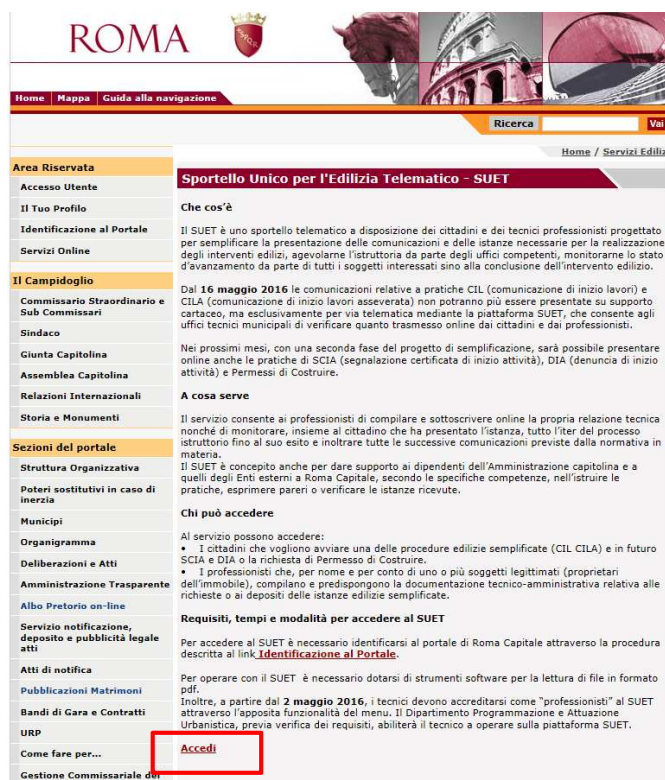 ROMA
Home Mappa Guida alla navigazione
Ricerca Vai
Home / Servizi Ediliz
Area Riservata
Accesso Utente
Il Tuo Profilo
Identificazione al Portale
Servizi Online
Il Campidoglio
Commissario Straordinario e
Sub Commissari
Sindaco
Giunta Capitolina
Assemblea Capitolina
Relazioni Internazionali
Storia e Monumenti
Sezioni del portale
Struttura Organizzativa
Poteri sostitutivi in caso di
inerzia
Municipi
Organigramma
Deliberazioni e Atti
Amministrazione Trasparente
Albo Pretorio on-line
Servizio notificazione,
deposito e pubblicità legale
atti
Atti di notifica
Pubblicazioni Matrimoni
Bandi di Gara e Contratti
URP
Come fare per...
Gestione Commissariale del
Sportello Unico per l'Edilizia Telematico - SUET
Che cos'è
Il SUET è uno sportello telematico a disposizione dei cittadini e dei tecnici professionisti progettato
per semplificare la presentazione delle comunicazioni e delle istanze necessarie per la realizzazione
degli interventi edilizi, agevolarne l'istruttoria da parte degli uffici competenti, monitorarne lo stato
d'avanzamento da parte di tutti i soggetti interessati sino alla conclusione dell'intervento edilizio.
Dal 16 maggio 2016 le comunicazioni relative a pratiche CIL (comunicazione di inizio lavori) e
CILA (comunicazione di inizio lavori asseverata) non potranno più essere presentate su supporto
cartaceo, ma esclusivamente per via telematica mediante la piattaforma SUET, che consente agli
uffici tecnici municipali di verificare quanto trasmesso online dai cittadini e dai professionisti.
Nei prossimi mesi, con una seconda fase del progetto di semplificazione, sarà possibile presentare
online anche le pratiche di SCIA (segnalazione certificata di inizio attività), DIA (denuncia di inizio
attività) e Permessi di Costruire.
A cosa serve
Il servizio consente ai professionisti di compilare e sottoscrivere online la propria relazione tecnica
nonché di monitorare, insieme al cittadino che ha presentato l'istanza, tutto l'iter del processo
istruttorio fino al suo esito e inoltrare tutte le successive comunicazioni previste dalla normativa in
materia.
Il SUET è concepito anche per dare supporto ai dipendenti dell'Amministrazione capitolina e a
quelli degli Enti esterni a Roma Capitale, secondo le specifiche competenze, nell'istruire le
pratiche, esprimere pareri o verificare le istanze ricevute.
Chi può accedere
Al servizio possono accedere:
• I cittadini che vogliono avviare una delle procedure edilizie semplificate (CIL CILA) e in futuro
SCIA e DIA o la richiesta di Permesso di Costruire.
• I professionisti che, per nome e per conto di uno o più soggetti legittimati (proprietari
dell'immobile), compilano e predispongono la documentazione tecnico-amministrativa relativa alle
richieste o ai depositi delle istanze edilizie semplificate.
Requisiti, tempi e modalità per accedere al SUET
Per accedere al SUET è necessario identificarsi al portale di Roma Capitale attraverso la procedura
descritta al link Identificazione al Portale.
Per operare con il SUET è necessario dotarsi di strumenti software per la lettura di file in formato
pdf.
Inoltre, a partire dal 2 maggio 2016, i tecnici devono accreditarsi come "professionisti" al SUET
attraverso l'apposita funzionalità del menu. Il Dipartimento Programmazione e Attuazione
Urbanistica, previa verifica dei requisiti, abiliterà il tecnico a operare sulla piattaforma SUET.
Accedi